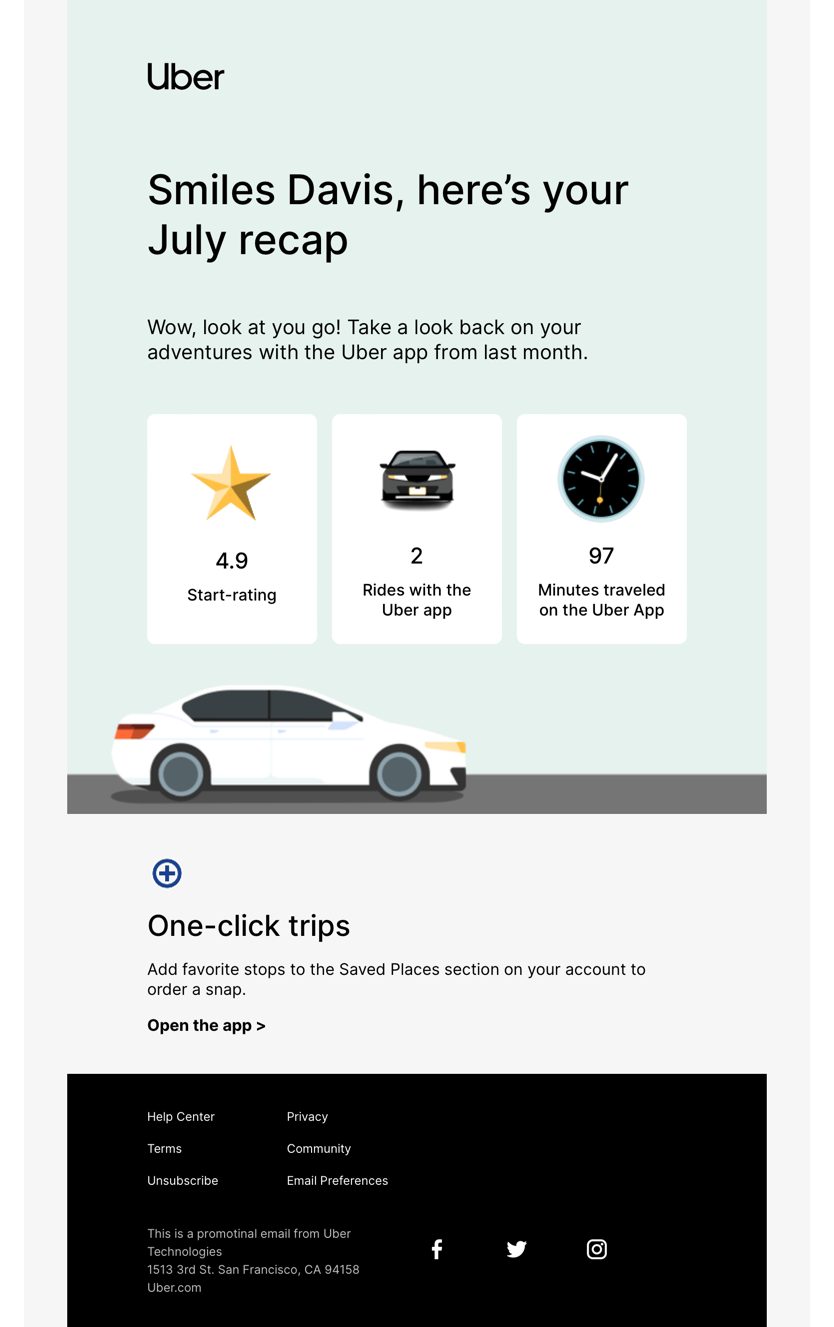 Uber
Smiles Davis, here’s your
July recap
Wow, look at you go! Take a look back on your
adventures with the Uber app from last month.
4.9
Start-rating
2
Rides with the
Uber app
97
Minutes traveled
on the Uber App
One-click trips
Add favorite stops to the Saved Places section on your account to
order a snap.
Open the app >
Help Center
Privacy
Terms
Community
Unsubscribe
Email Preferences
This is a promotinal email from Uber
Technologies
1513 3rd St. San Francisco, CA 94158
Uber.com